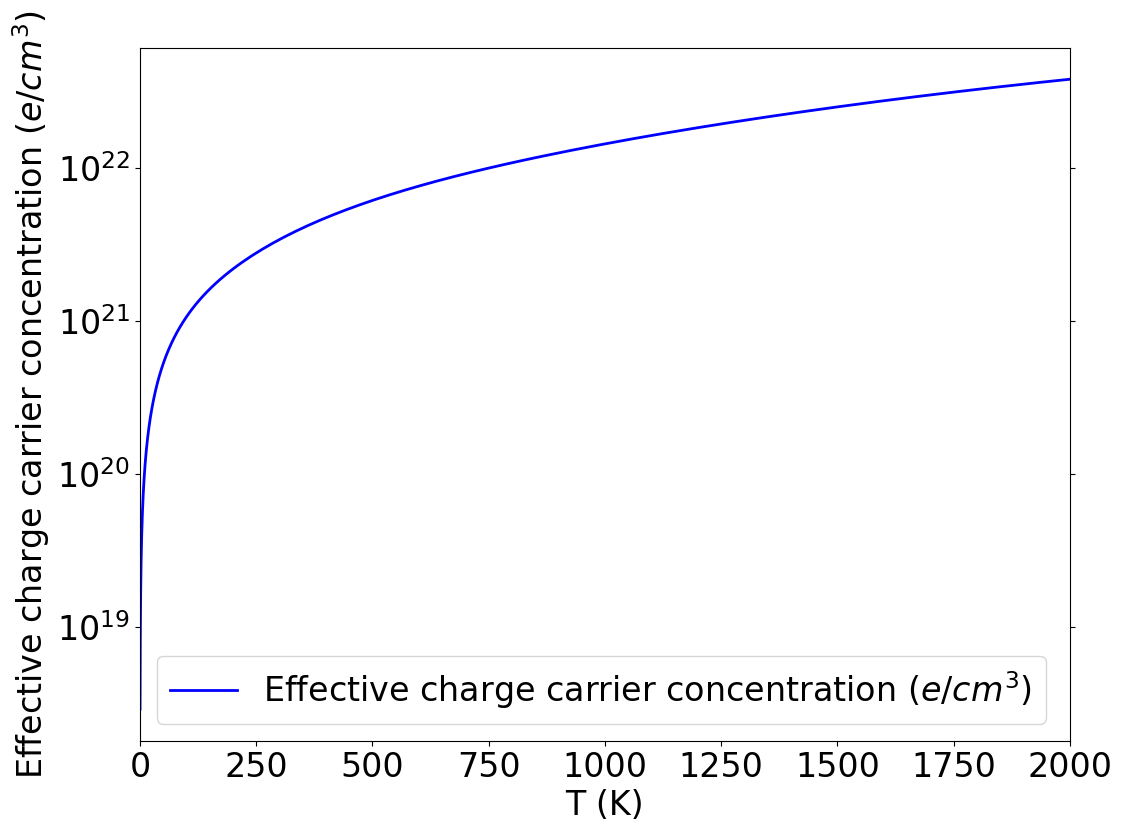 Effective charge carrier concentration (e/cm³)
10²²
10²¹
10²⁰
10¹⁹
Effective charge carrier concentration (e/cm³)
0 250 500 750 1000 1250 1500 1750 2000
T (K)